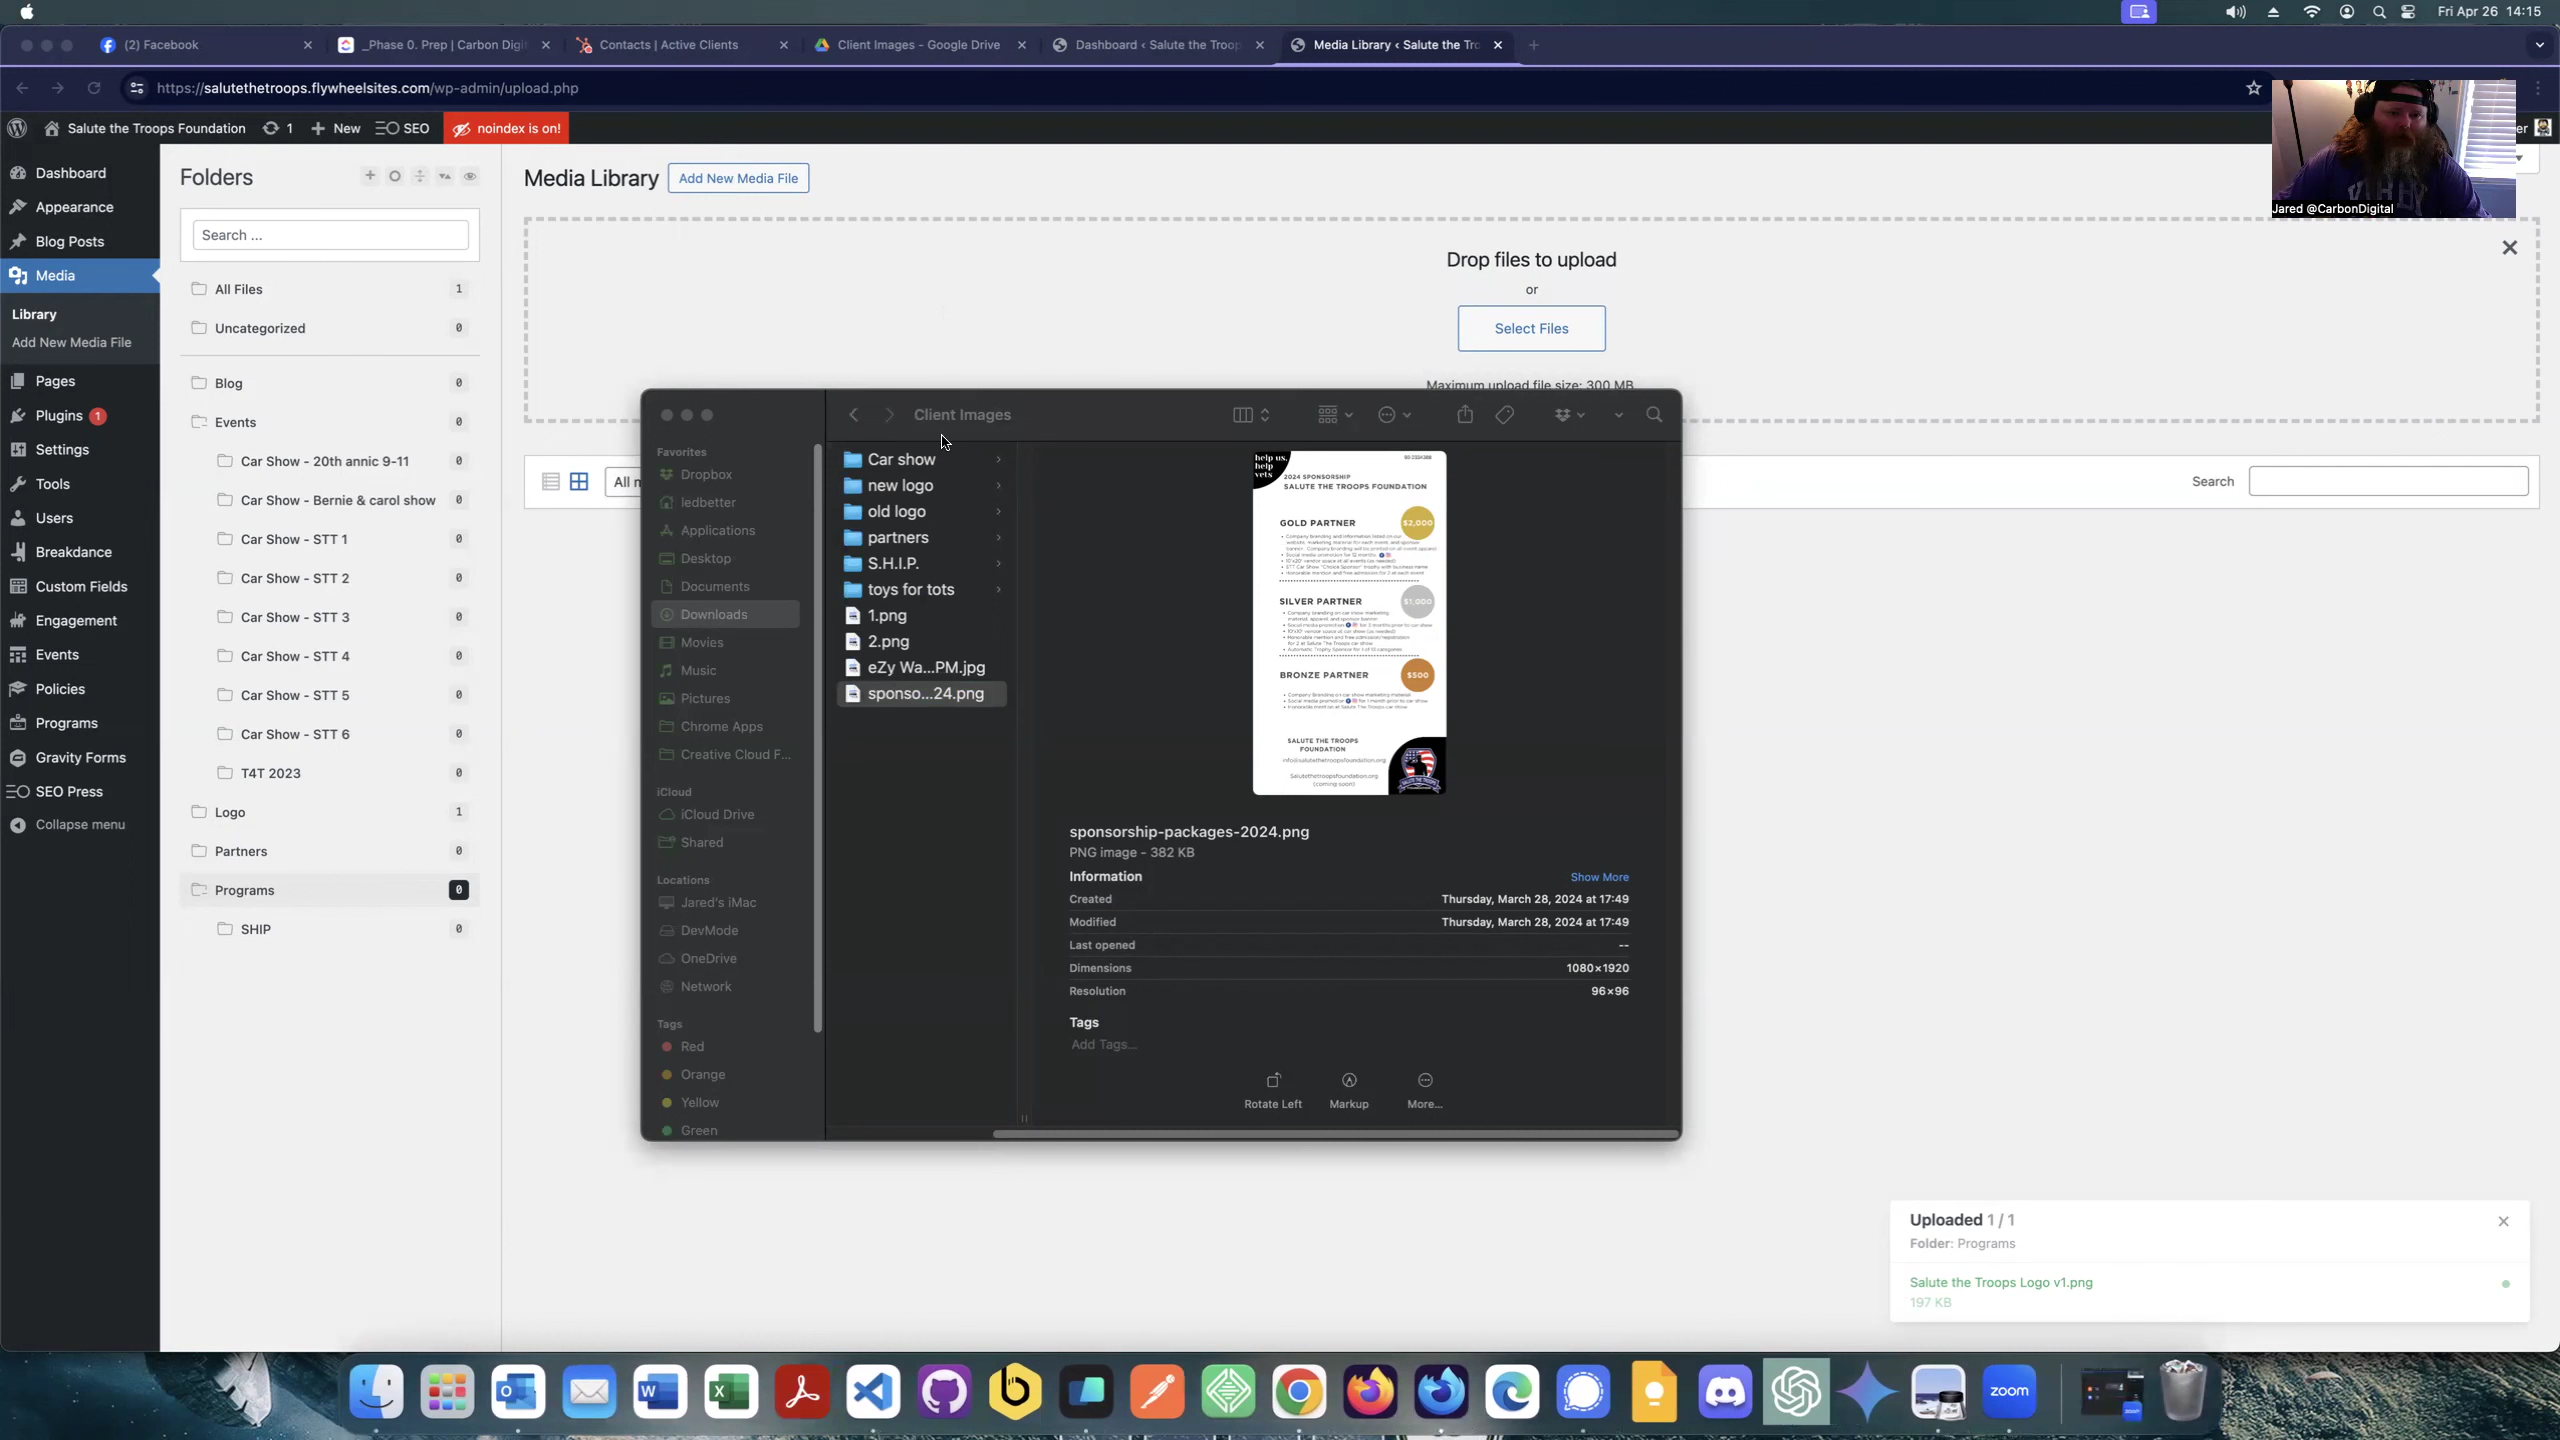 Fri Apr 26 14:15
(2) Facebook
_Phase 0. Prep | Carbon Digi
Contacts | Active Clients
Client Images - Google Drive
Dashboard ‹ Salute the Troop
Media Library ‹ Salute the Tro
https://salutethetroops.flywheelsites.com/wp-admin/upload.php
Salute the Troops Foundation
1
New
SEO
noindex is on!
er
Jared @CarbonDigital
Dashboard
Appearance
Blog Posts
Media
Library
Add New Media File
Pages
Plugins 1
Settings
Tools
Users
Breakdance
Custom Fields
Engagement
Events
Policies
Programs
Gravity Forms
SEO Press
Collapse menu
Folders
Search ...
All Files 1
Uncategorized 0
Blog 0
Events 0
Car Show - 20th annic 9-11 0
Car Show - Bernie & carol show 0
Car Show - STT 1 0
Car Show - STT 2 0
Car Show - STT 3 0
Car Show - STT 4 0
Car Show - STT 5 0
Car Show - STT 6 0
T4T 2023 0
Logo 1
Partners 0
Programs 0
SHIP 0
Media Library
Add New Media File
Drop files to upload
or
Select Files
Maximum upload file size: 300 MB.
All m
Search
Client Images
Favorites
Dropbox
ledbetter
Applications
Desktop
Documents
Downloads
Movies
Music
Pictures
Chrome Apps
Creative Cloud F...
iCloud
iCloud Drive
Shared
Locations
Jared's iMac
DevMode
OneDrive
Network
Tags
Red
Orange
Yellow
Green
Car show
new logo
old logo
partners
S.H.I.P.
toys for tots
1.png
2.png
eZy Wa...PM.jpg
sponso...24.png
help us,
help
vets
2024 SPONSORSHIP
SALUTE THE TROOPS FOUNDATION
GOLD PARTNER
$2,000
SILVER PARTNER
$1,000
BRONZE PARTNER
$500
SALUTE THE TROOPS
FOUNDATION
info@salutethetroopsfoundation.org
Salutethetroopsfoundation.org
(coming soon)
sponsorship-packages-2024.png
PNG image - 382 KB
Information
Show More
Created
Thursday, March 28, 2024 at 17:49
Modified
Thursday, March 28, 2024 at 17:49
Last opened
--
Dimensions
1080×1920
Resolution
96×96
Tags
Add Tags...
Rotate Left
Markup
More...
Uploaded 1 / 1
Folder: Programs
Salute the Troops Logo v1.png
197 KB
zoom